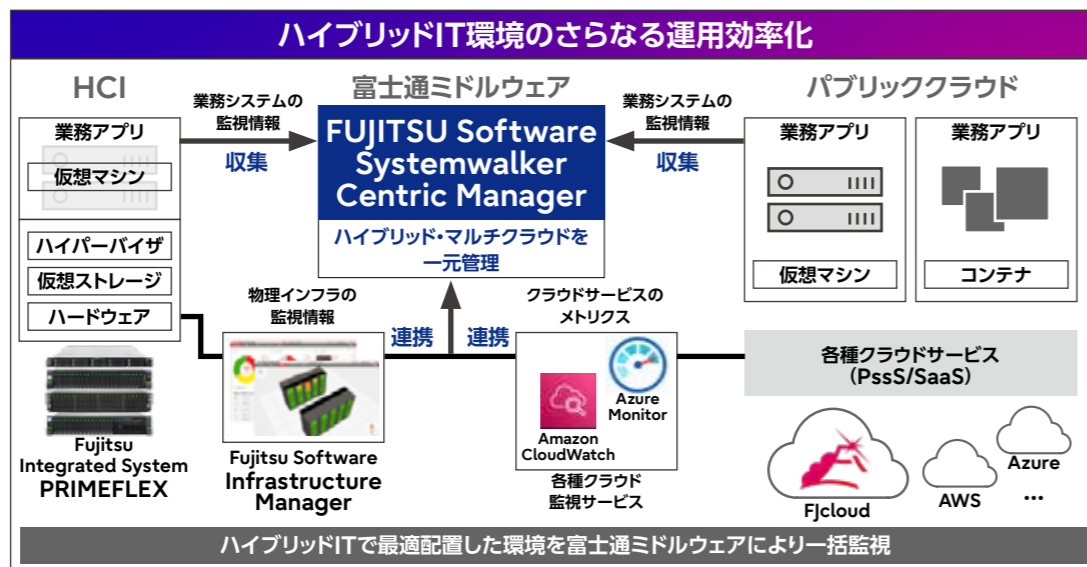 ハイブリッドIT環境のさらなる運用効率化
HCI
富士通ミドルウェア
パブリッククラウド
業務アプリ
仮想マシン
ハイパーバイザ
仮想ストレージ
ハードウェア
Fujitsu
Integrated System
PRIMEFLEX
業務システムの
監視情報
収集
FUJITSU Software
Systemwalker
Centric Manager
ハイブリッド・マルチクラウドを
一元管理
業務システムの
監視情報
収集
業務アプリ
仮想マシン
業務アプリ
コンテナ
物理インフラの
監視情報
連携
連携
クラウドサービスの
メトリクス
Fujitsu Software
Infrastructure
Manager
Azure
Monitor
Amazon
CloudWatch
各種クラウド
監視サービス
各種クラウドサービス
(PssS/SaaS)
FJcloud
AWS
Azure
...
ハイブリッドITで最適配置した環境を富士通ミドルウェアにより一括監視